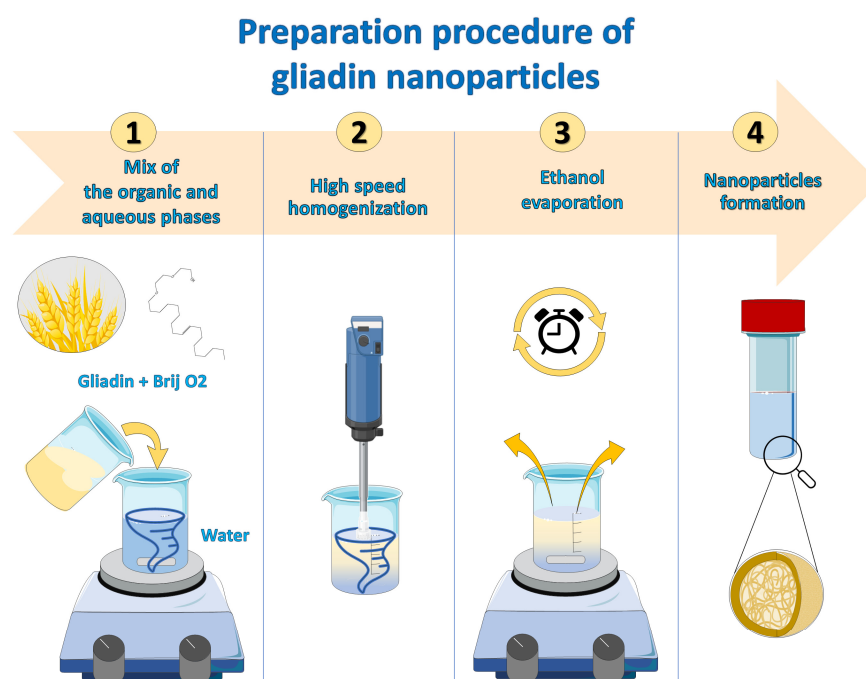 Preparation procedure of
gliadin nanoparticles
1
Mix of
the organic and
aqueous phases
2
High speed
homogenization
3
Ethanol
evaporation
4
Nanoparticles
formation
Gliadin + Brij O2
Water